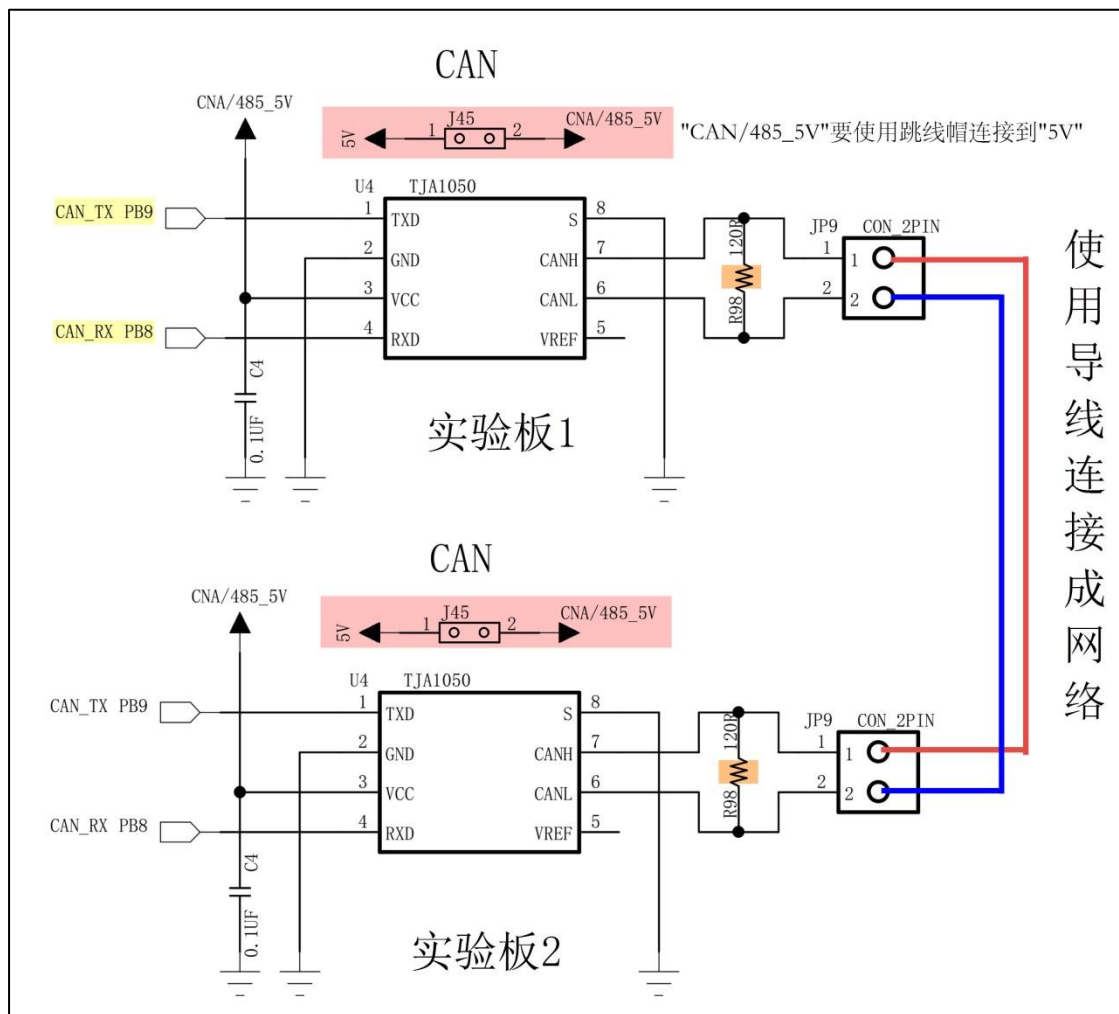 CAN
CNA/485_5V
J45
5V
1
2
CNA/485_5V
"CAN/485_5V"要使用跳线帽连接到"5V"
U4
TJA1050
CAN_TX PB9
1
TXD
S
8
2
GND
CANH
7
3
VCC
CANL
6
CAN_RX PB8
4
RXD
VREF
5
120R
R98
JP9
CON_2PIN
1
1
2
2
C4
0.1UF
实验板1
使用导线连接成网络
CAN
CNA/485_5V
J45
5V
1
2
CNA/485_5V
U4
TJA1050
CAN_TX PB9
1
TXD
S
8
2
GND
CANH
7
3
VCC
CANL
6
CAN_RX PB8
4
RXD
VREF
5
120R
R98
JP9
CON_2PIN
1
1
2
2
C4
0.1UF
实验板2